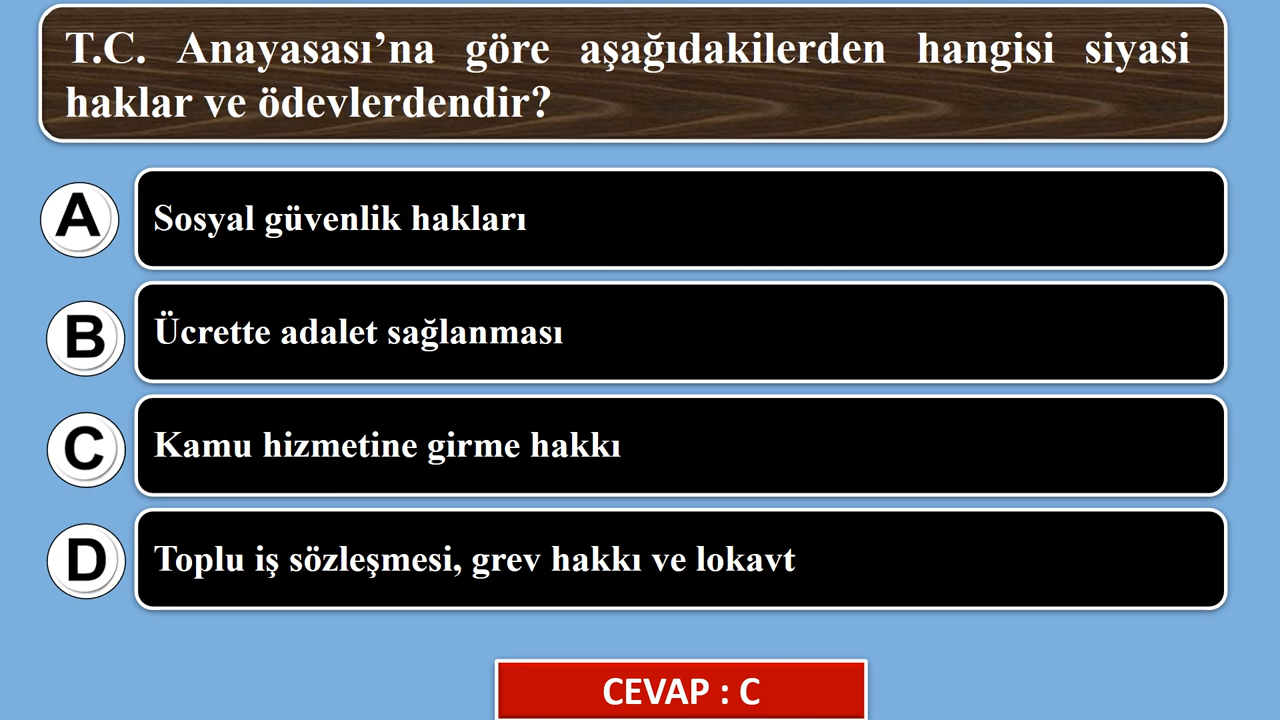 T.C. Anayasası’na göre aşağıdakilerden hangisi siyasi
haklar ve ödevlerdendir?
A
Sosyal güvenlik hakları
B
Ücrette adalet sağlanması
C
Kamu hizmetine girme hakkı
D
Toplu iş sözleşmesi, grev hakkı ve lokavt
CEVAP : C